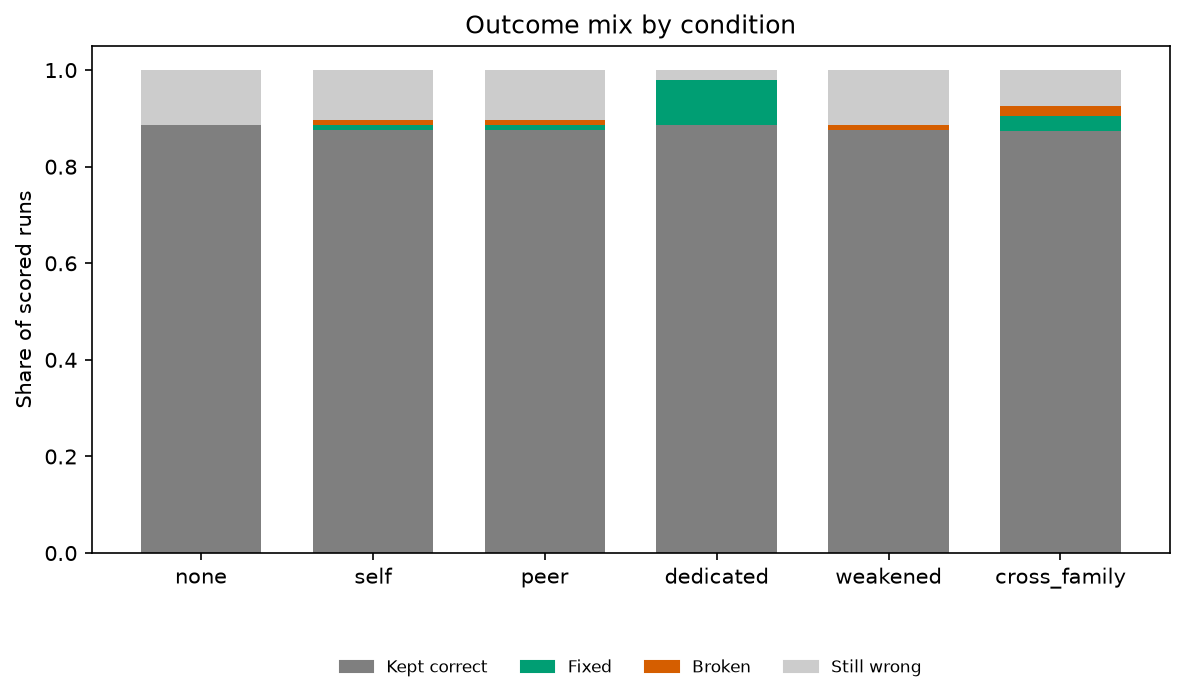 Outcome mix by condition
Share of scored runs
1.0
0.8
0.6
0.4
0.2
0.0
none self peer dedicated weakened cross_family
Kept correct Fixed Broken Still wrong